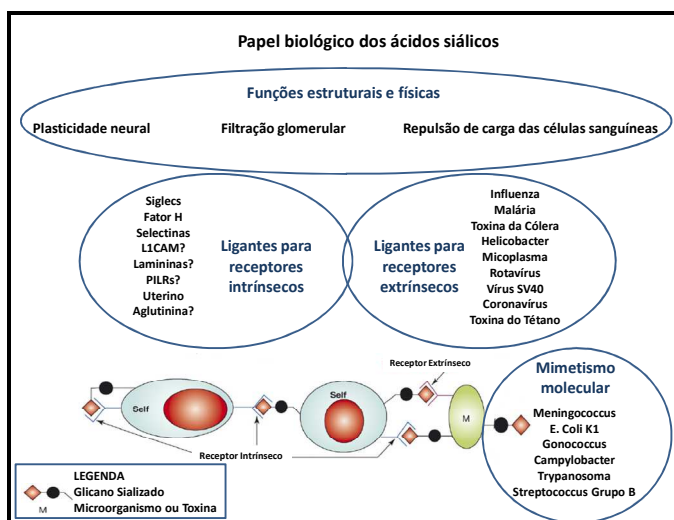 Papel biológico dos ácidos siálicos
Funções estruturais e físicas
Plasticidade neural
Filtração glomerular
Repulsão de carga das células sanguíneas
Siglecs
Fator H
Selectinas
L1CAM?
Lamininas?
PILRs?
Uterino
Aglutinina?
Ligantes para
receptores
intrínsecos
Ligantes para
receptores
extrínsecos
Influenza
Malária
Toxina da Cólera
Helicobacter
Micoplasma
Rotavírus
Vírus SV40
Coronavírus
Toxina do Tétano
Receptor Extrínseco
Self
Self
M
Receptor Intrínseco
Mimetismo
molecular
Meningococcus
E. Coli K1
Gonococcus
Campylobacter
Trypanosoma
Streptococcus Grupo B
LEGENDA
Glicano Sializado
M Microorganismo ou Toxina